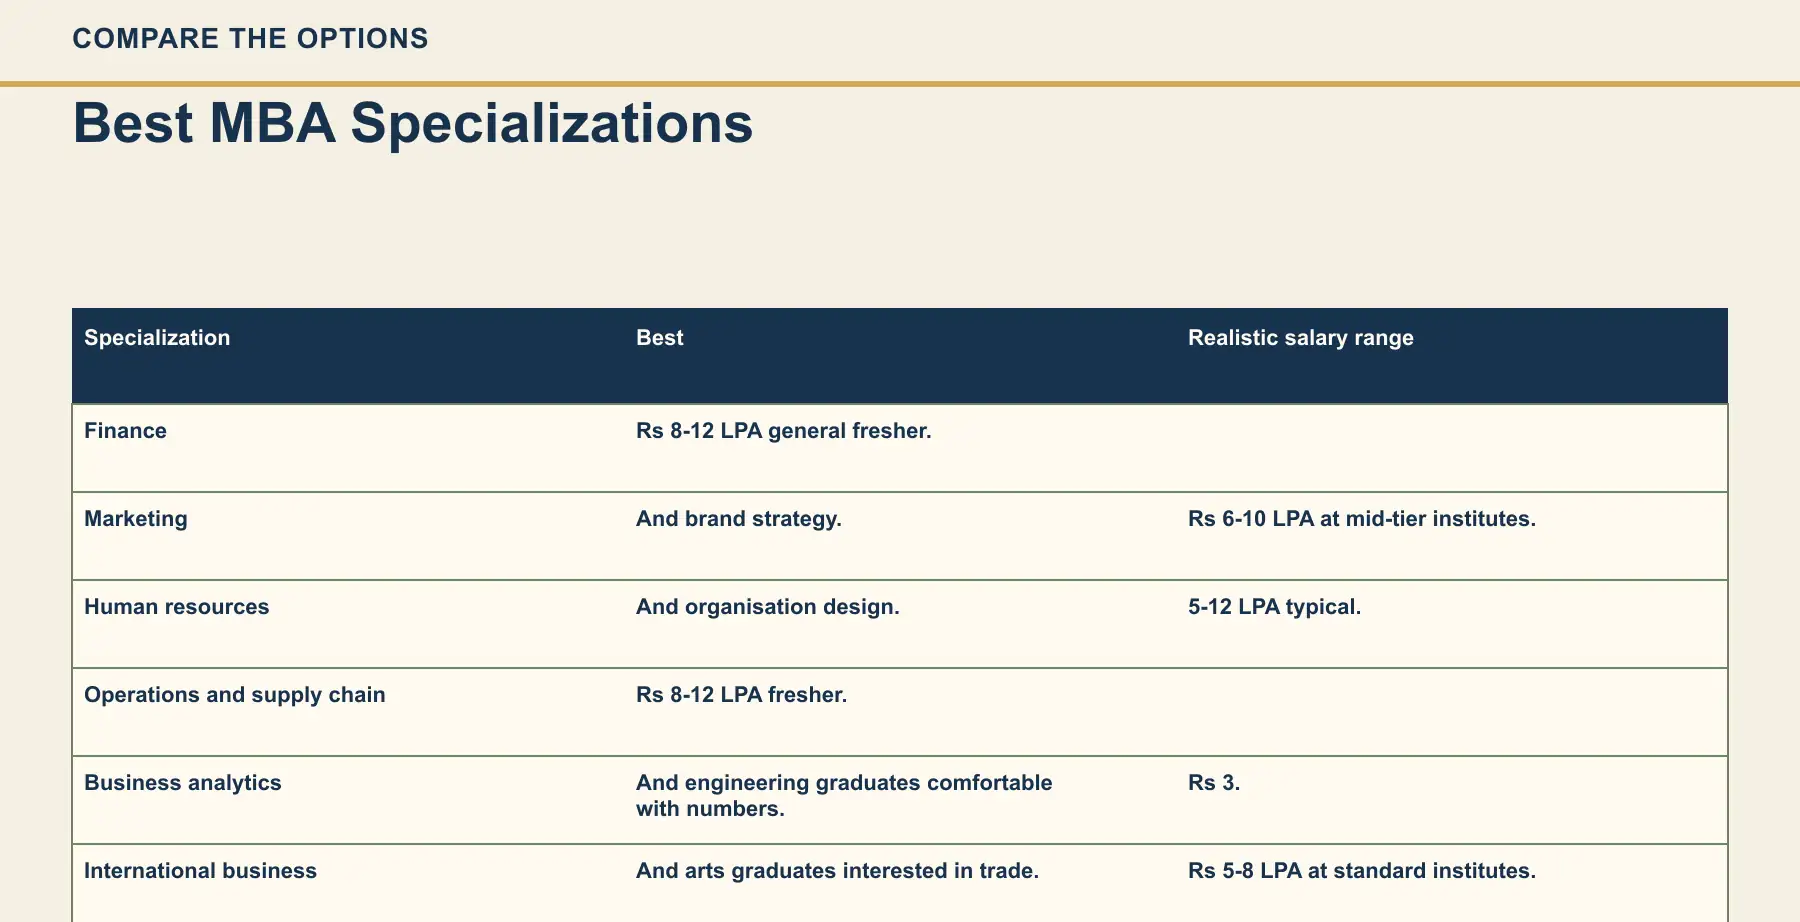 COMPARE THE OPTIONS
Best MBA Specializations
Specialization Best Realistic salary range
Finance Rs 8-12 LPA general fresher.
Marketing And brand strategy. Rs 6-10 LPA at mid-tier institutes.
Human resources And organisation design. 5-12 LPA typical.
Operations and supply chain Rs 8-12 LPA fresher.
Business analytics And engineering graduates comfortable Rs 3.
with numbers.
International business And arts graduates interested in trade. Rs 5-8 LPA at standard institutes.